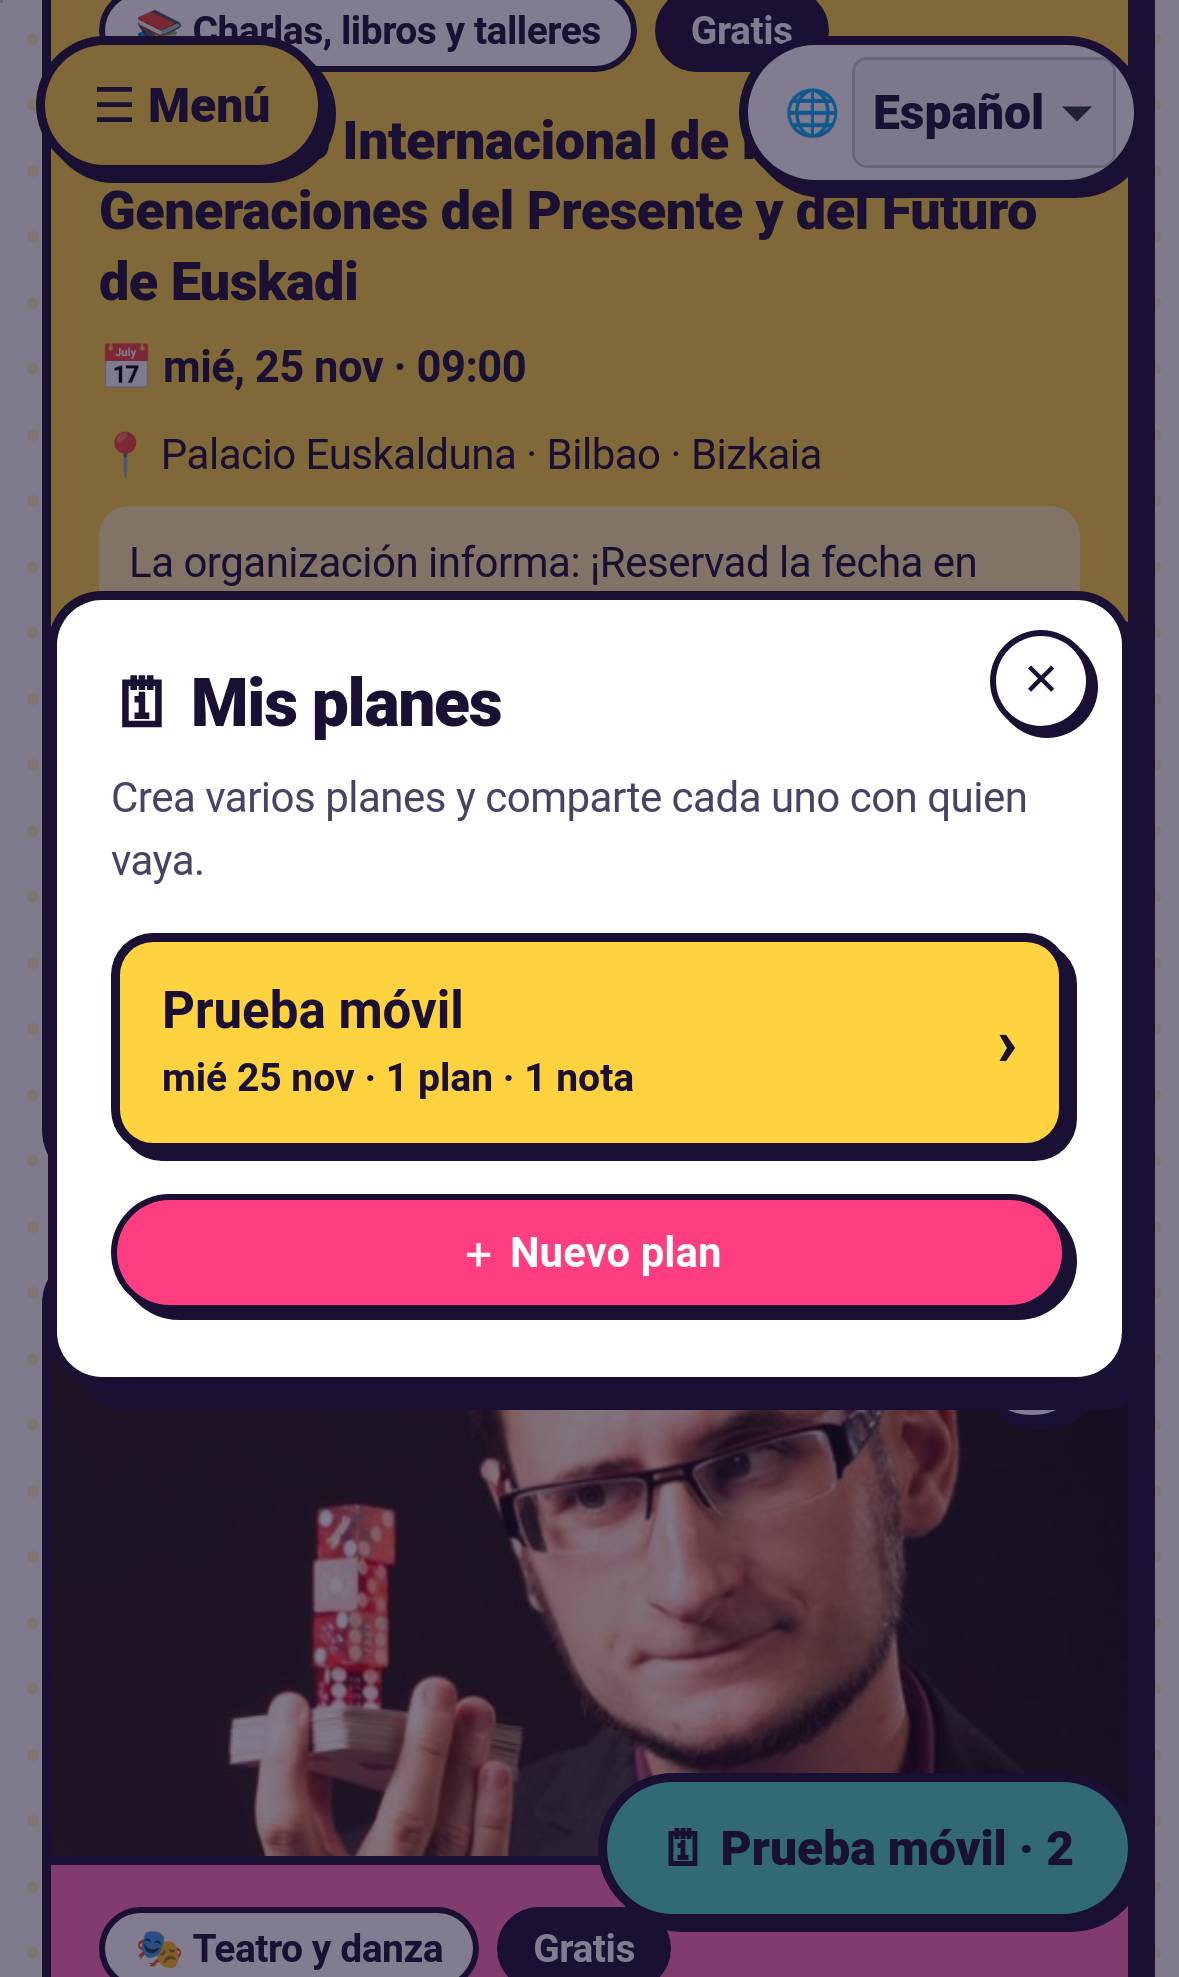 📚 Charlas, libros y talleres
Gratis
☰ Menú
🌐 Español
Internacional de
Generaciones del Presente y del Futuro
de Euskadi
📅 mié, 25 nov · 09:00
📍 Palacio Euskalduna · Bilbao · Bizkaia
La organización informa: ¡Reservad la fecha en
🗓 Mis planes
✕
Crea varios planes y comparte cada uno con quien
vaya.
Prueba móvil
mié 25 nov · 1 plan · 1 nota
›
+ Nuevo plan
🗓 Prueba móvil · 2
🎭 Teatro y danza
Gratis